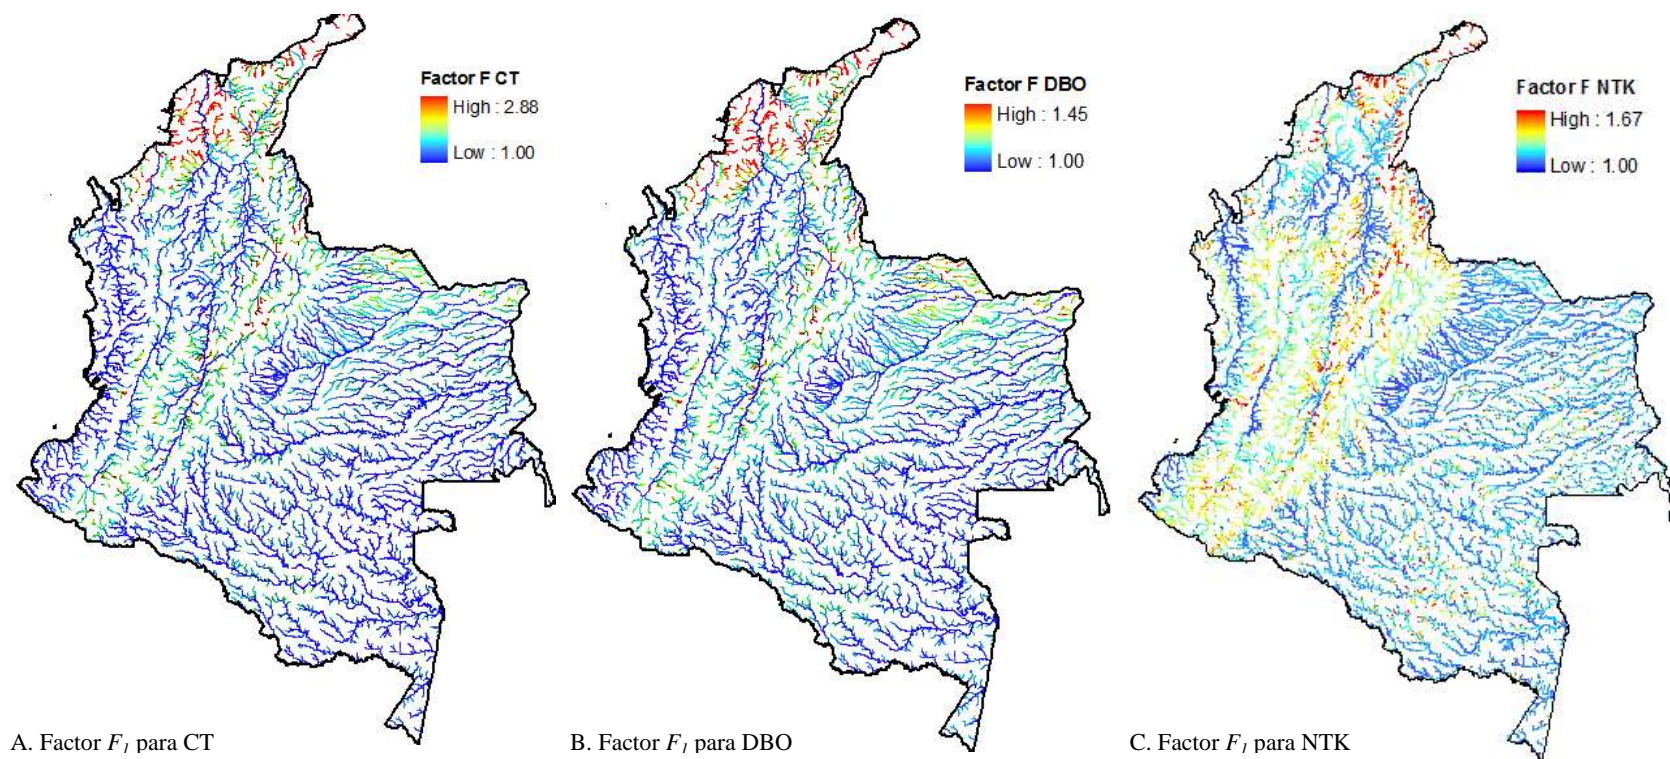 Factor F CT
High : 2.88
Low : 1.00
Factor F DBO
High : 1.45
Low : 1.00
Factor F NTK
High : 1.67
Low : 1.00
A. Factor F1 para CT
B. Factor F1 para DBO
C. Factor F1 para NTK